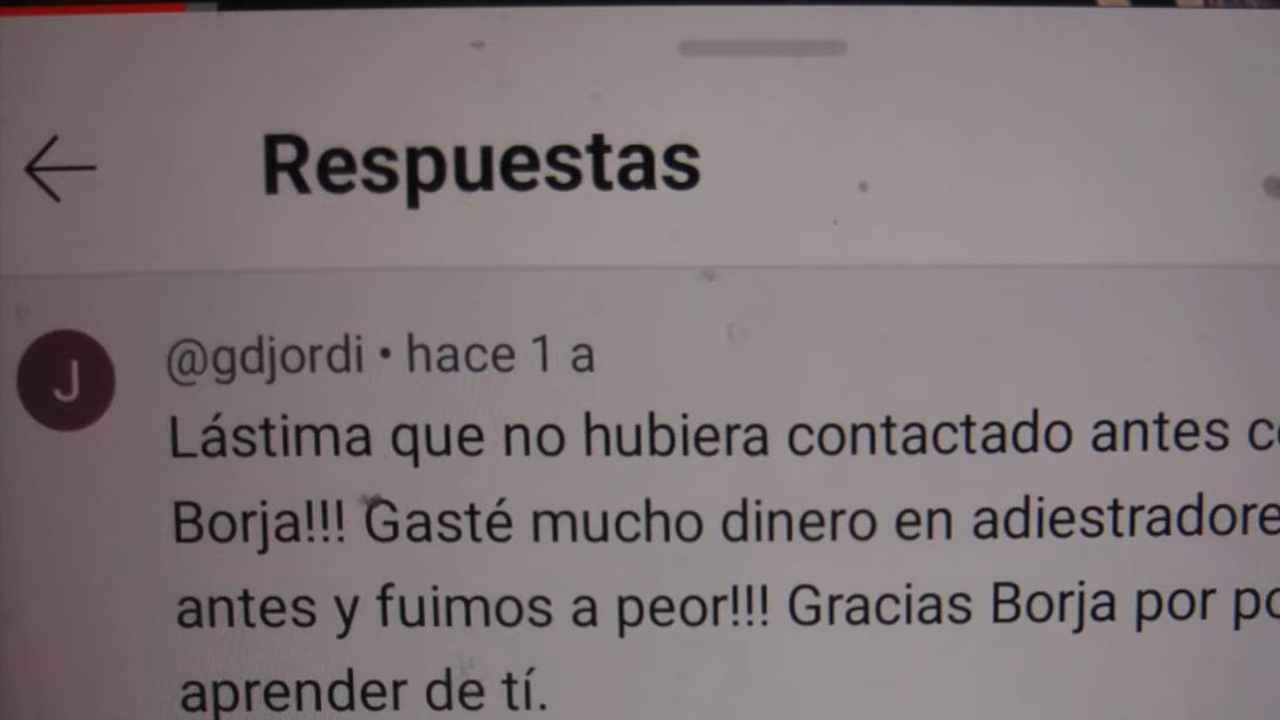 Respuestas
J
@gdjordi • hace 1 a
Lástima que no hubiera contactado antes
Borja!!! Gasté mucho dinero en
antes y fuimos a peor!!! Gracias Borja por
aprender de tí.